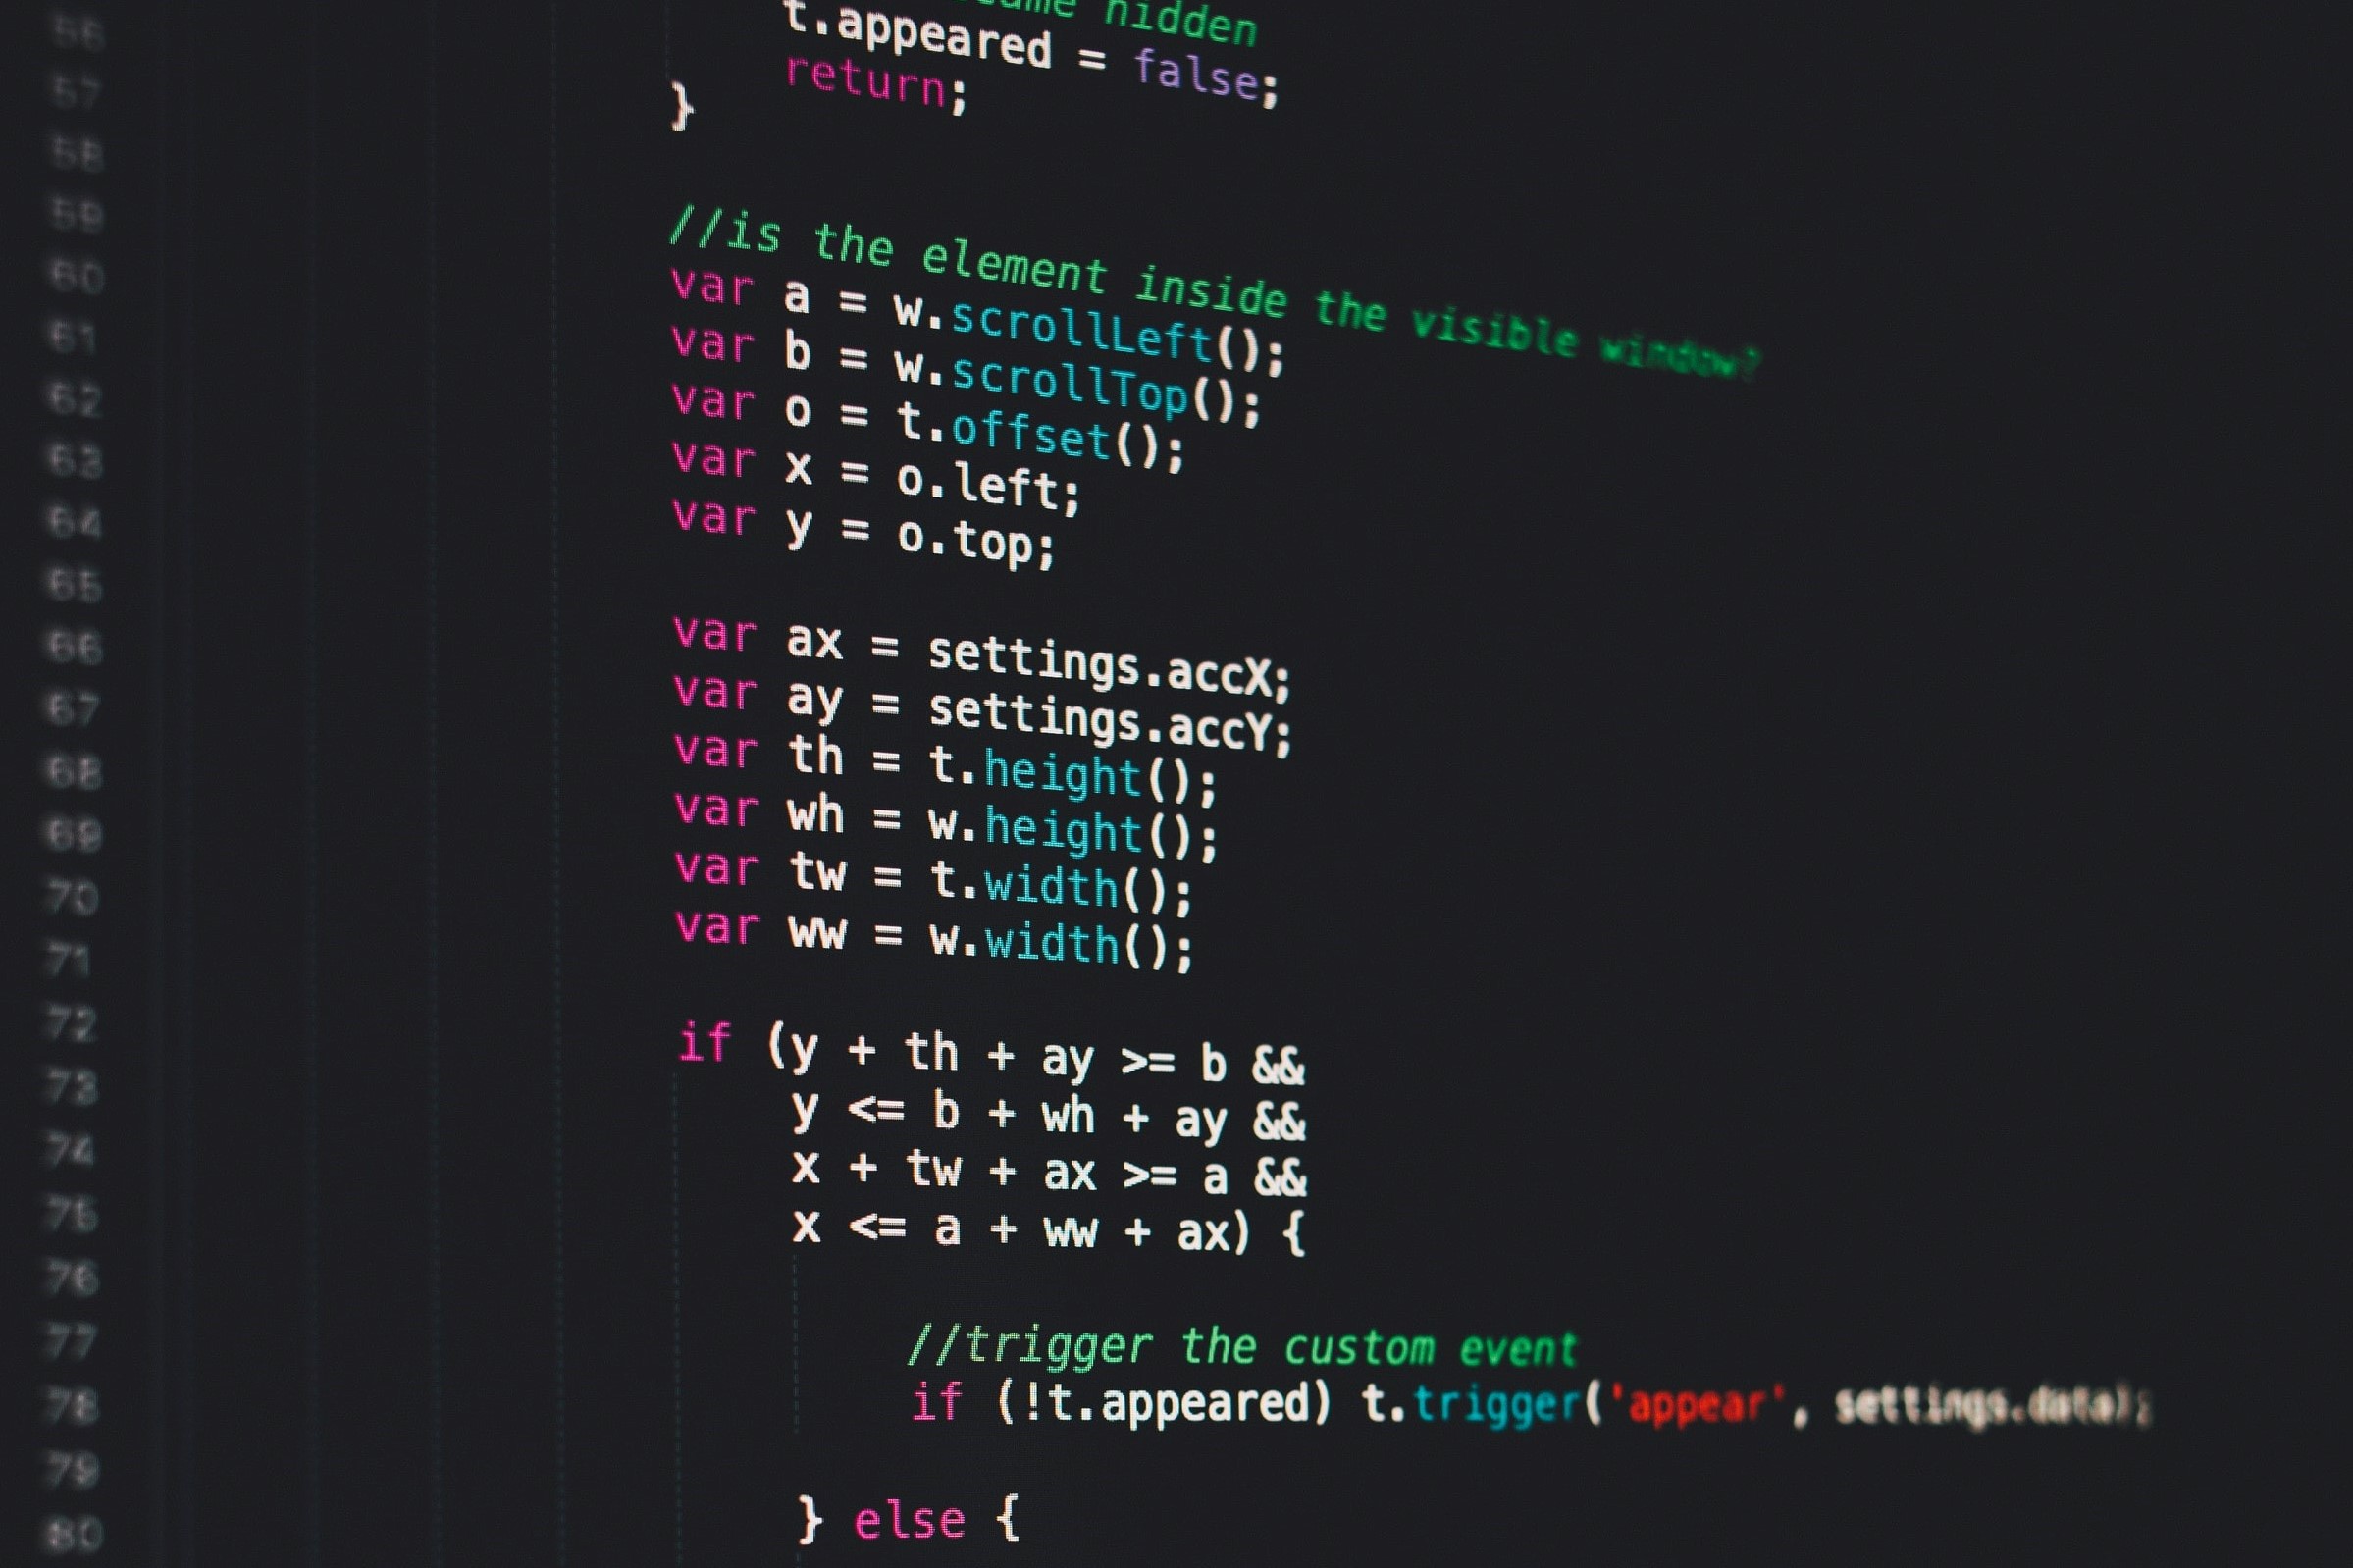 hidden
t.appeared = false;
return;
}
//is the element inside the visible window?
var a = w.scrollLeft();
var b = w.scrollTop();
var o = t.offset();
var x = o.left;
var y = o.top;
var ax = settings.accX;
var ay = settings.accY;
var th = t.height();
var wh = w.height();
var tw = t.width();
var ww = w.width();
if (y + th + ay >= b &&
y <= b + wh + ay &&
x + tw + ax >= a &&
x <= a + ww + ax) {
//trigger the custom event
if (!t.appeared) t.trigger('appear', settings.data);
} else {
56
57
58
59
60
61
62
63
64
65
66
67
68
69
70
71
72
73
74
75
76
77
78
79
80